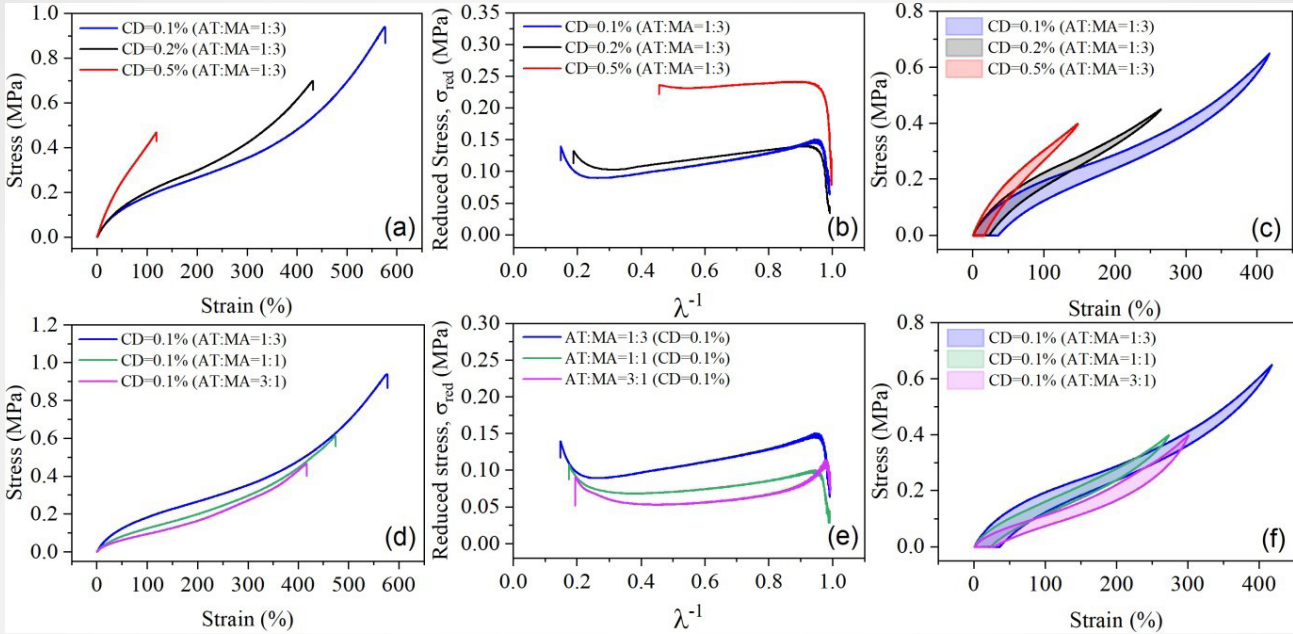 1.0
0.8
0.6
0.4
0.2
0.0
Stress (MPa)
CD=0.1% (AT:MA=1:3)
CD=0.2% (AT:MA=1:3)
CD=0.5% (AT:MA=1:3)
(a)
0 100 200 300 400 500 600
Strain (%)
0.35
0.30
0.25
0.20
0.15
0.10
0.05
0.00
Reduced Stress, σred (MPa)
CD=0.1% (AT:MA=1:3)
CD=0.2% (AT:MA=1:3)
CD=0.5% (AT:MA=1:3)
(b)
0.0 0.2 0.4 0.6 0.8 1.0
λ-1
0.8
0.6
0.4
0.2
0.0
Stress (MPa)
CD=0.1% (AT:MA=1:3)
CD=0.2% (AT:MA=1:3)
CD=0.5% (AT:MA=1:3)
(c)
0 100 200 300 400
Strain (%)
1.2
1.0
0.8
0.6
0.4
0.2
0.0
Stress (MPa)
CD=0.1% (AT:MA=1:3)
CD=0.1% (AT:MA=1:1)
CD=0.1% (AT:MA=3:1)
(d)
0 100 200 300 400 500 600
Strain (%)
0.30
0.25
0.20
0.15
0.10
0.05
0.00
Reduced stress, σred (MPa)
AT:MA=1:3 (CD=0.1%)
AT:MA=1:1 (CD=0.1%)
AT:MA=3:1 (CD=0.1%)
(e)
0.0 0.2 0.4 0.6 0.8 1.0
λ-1
0.8
0.6
0.4
0.2
0.0
Stress (MPa)
CD=0.1% (AT:MA=1:3)
CD=0.1% (AT:MA=1:1)
CD=0.1% (AT:MA=3:1)
(f)
0 100 200 300 400
Strain (%)